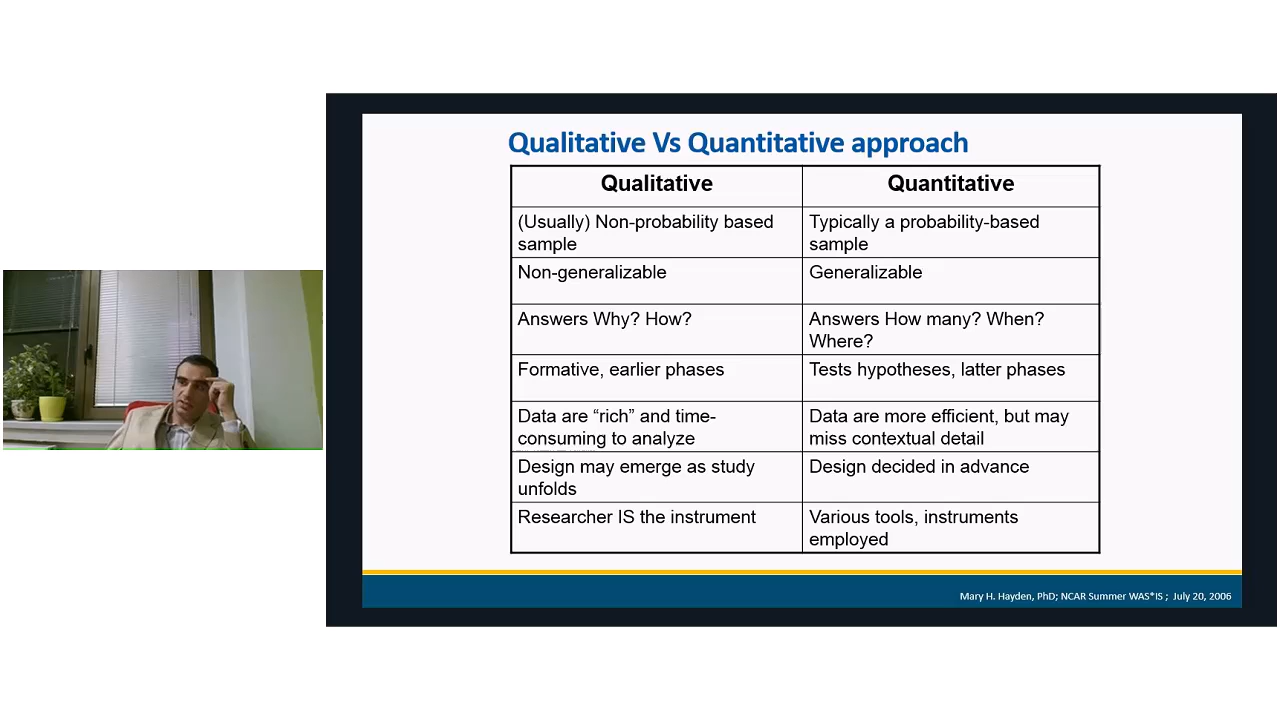 Qualitative Vs Quantitative approach
Qualitative
Quantitative
(Usually) Non-probability based
sample
Typically a probability-based
sample
Non-generalizable
Generalizable
Answers Why? How?
Answers How many? When?
Where?
Formative, earlier phases
Tests hypotheses, latter phases
Data are “rich” and time-
consuming to analyze
Data are more efficient, but may
miss contextual detail
Design may emerge as study
unfolds
Design decided in advance
Researcher IS the instrument
Various tools, instruments
employed
Mary H. Hayden, PhD; NCAR Summer WAS*IS ; July 20, 2006